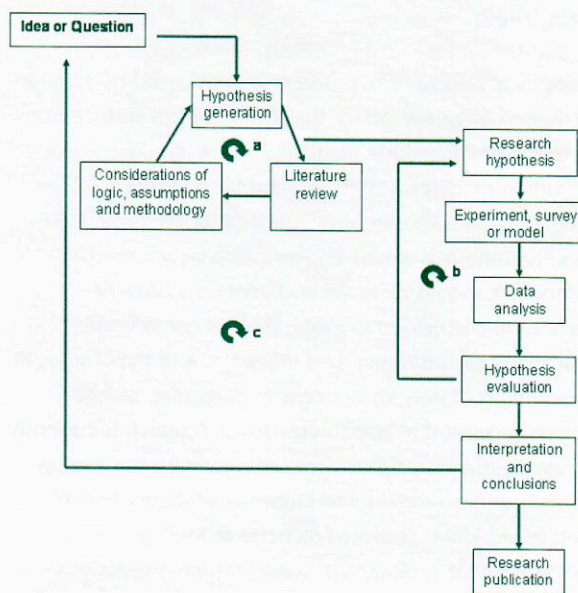 Idea or Question
Hypothesis
generation
a
Considerations of
logic, assumptions
and methodology
Literature
review
Research
hypothesis
Experiment, survey
or model
b
Data
analysis
c
Hypothesis
evaluation
Interpretation
and
conclusions
Research
publication